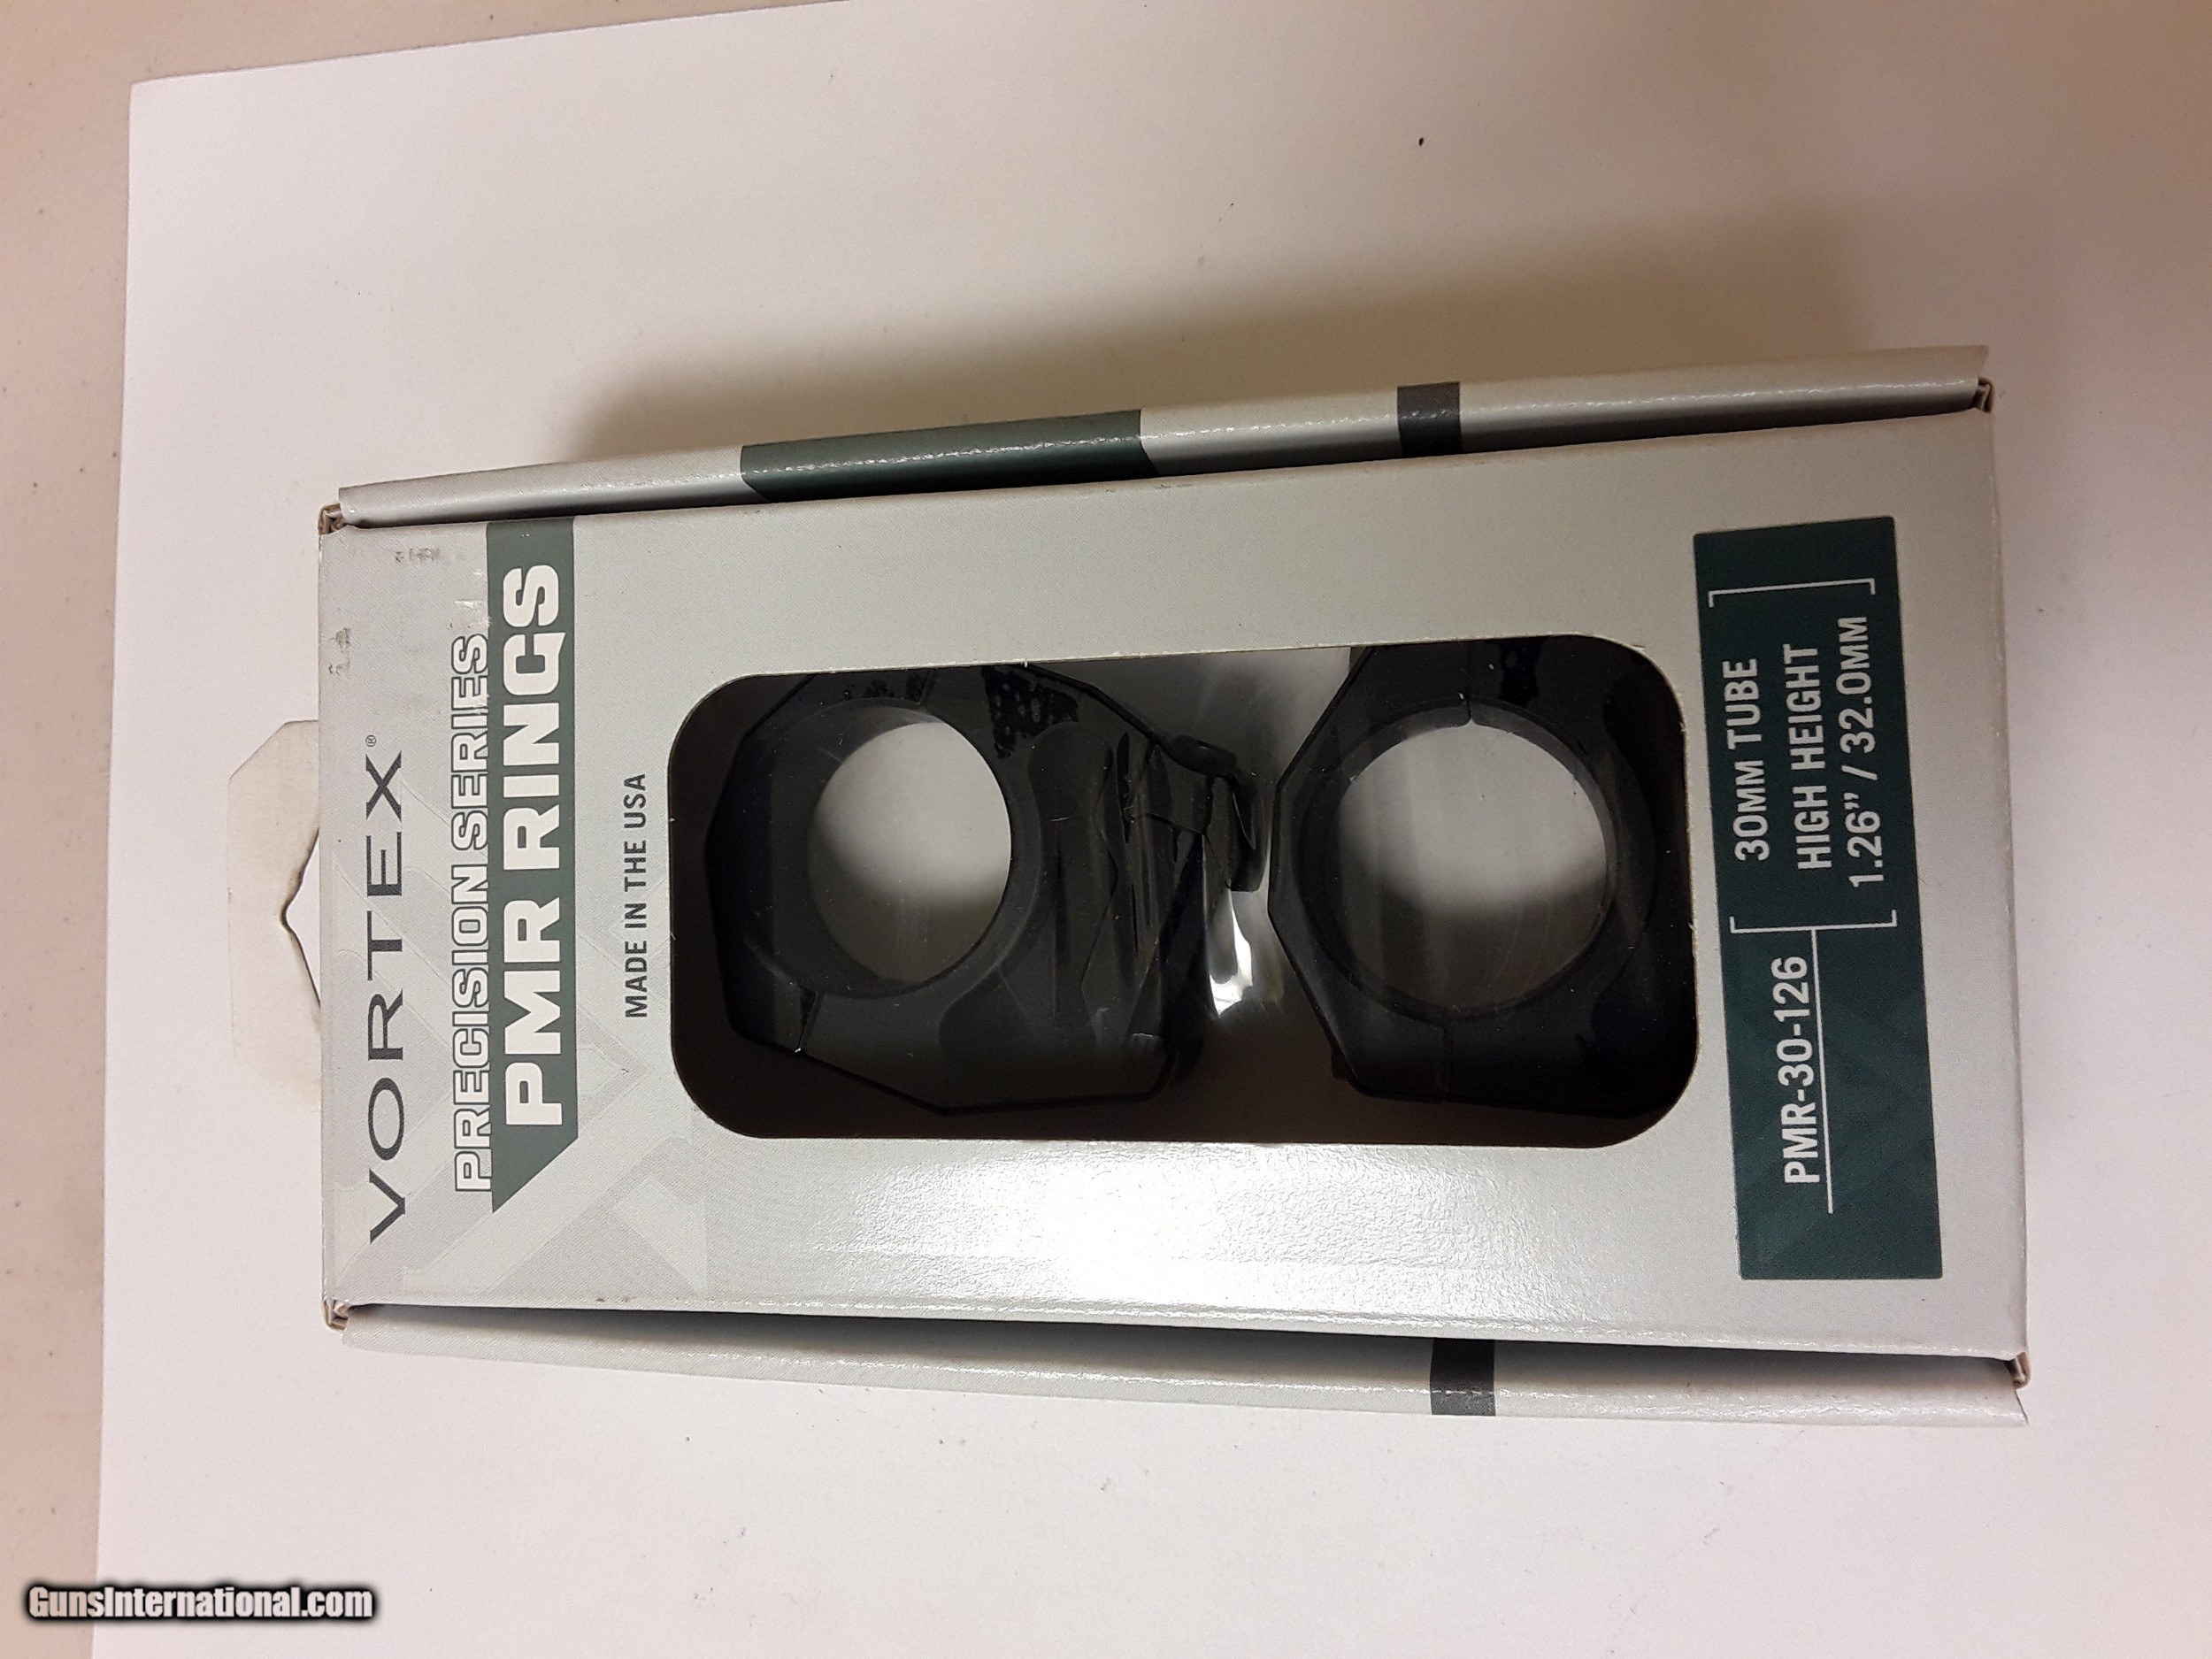 VORTEX®
PRECISION SERIES
PMR RINGS
MADE IN THE USA
PMR-30-126
30MM TUBE
HIGH HEIGHT
1.26” / 32.0MM
GunsInternational.com